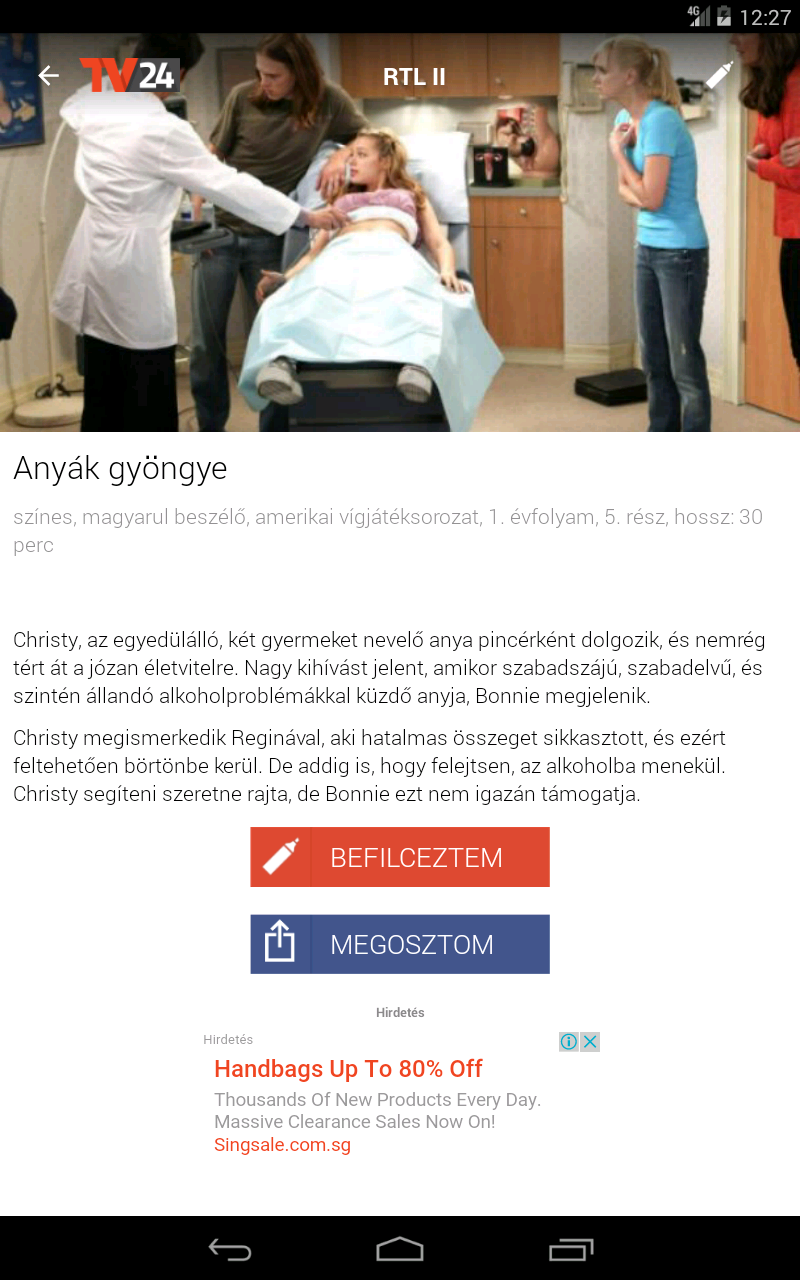 4G 12:27
TV24 RTL II
Anyák gyöngye
színes, magyarul beszélő, amerikai vígjátéksorozat, 1. évfolyam, 5. rész, hossz: 30
perc
Christy, az egyedülálló, két gyermeket nevelő anya pincérként dolgozik, és nemrég
tért át a józan életvitelre. Nagy kihívást jelent, amikor szabadszájú, szabadelvű, és
szintén állandó alkoholproblémákkal küzdő anyja, Bonnie megjelenik.
Christy megismerkedik Reginával, aki hatalmas összeget sikkasztott, és ezért
feltehetően börtönbe kerül. De addig is, hogy felejtsen, az alkoholba menekül.
Christy segíteni szeretne rajta, de Bonnie ezt nem igazán támogatja.
BEFILCEZTEM
MEGOSZTOM
Hirdetés
Hirdetés
Handbags Up To 80% Off
Thousands Of New Products Every Day.
Massive Clearance Sales Now On!
Singsale.com.sg